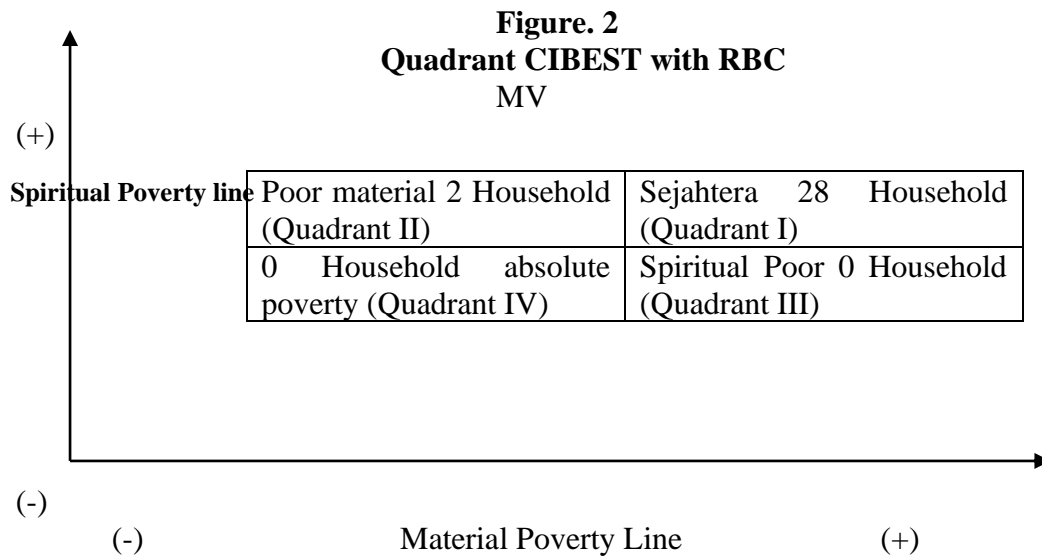 Figure. 2
Quadrant CIBEST with RBC
MV
(+)
Spiritual Poverty line
Poor material 2 Household
(Quadrant II)
Sejahtera 28 Household
(Quadrant I)
0 Household absolute
poverty (Quadrant IV)
Spiritual Poor 0 Household
(Quadrant III)
(-)
(-) Material Poverty Line (+)